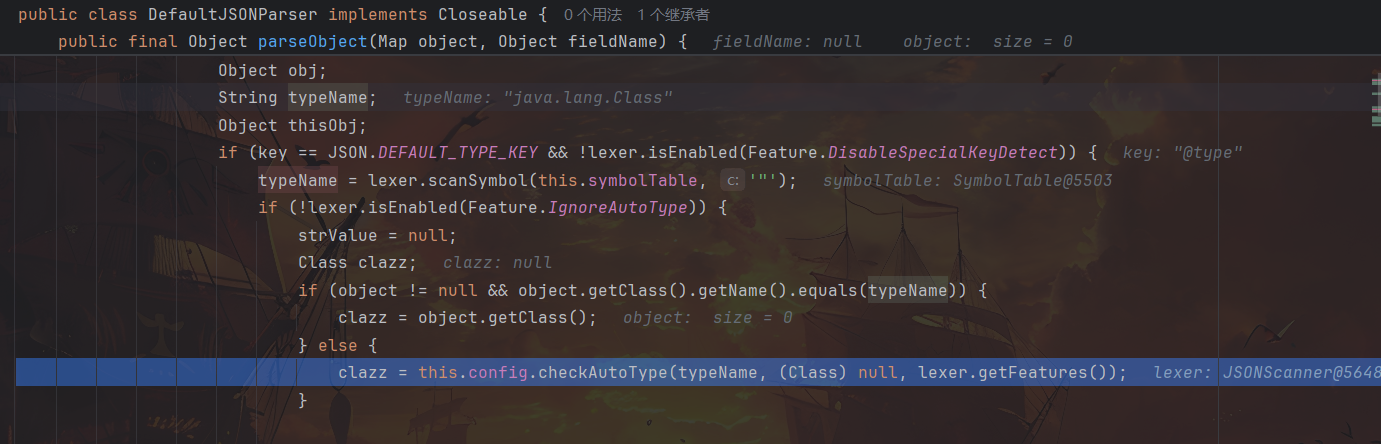 public class DefaultJSONParser implements Closeable { 0 个用法 1 个继承者
public final Object parseObject(Map object, Object fieldName) { fieldName: null object: size = 0
Object obj;
String typeName; typeName: "java.lang.Class"
Object thisObj;
if (key == JSON.DEFAULT_TYPE_KEY && !lexer.isEnabled(Feature.DisableSpecialKeyDetect)) { key: "@type"
typeName = lexer.scanSymbol(this.symbolTable, c: '"'); symbolTable: SymbolTable@5503
if (!lexer.isEnabled(Feature.IgnoreAutoType)) {
strValue = null;
Class clazz; clazz: null
if (object != null && object.getClass().getName().equals(typeName)) {
clazz = object.getClass(); object: size = 0
} else {
clazz = this.config.checkAutoType(typeName, (Class) null, lexer.getFeatures()); lexer: JSONScanner@5648
}